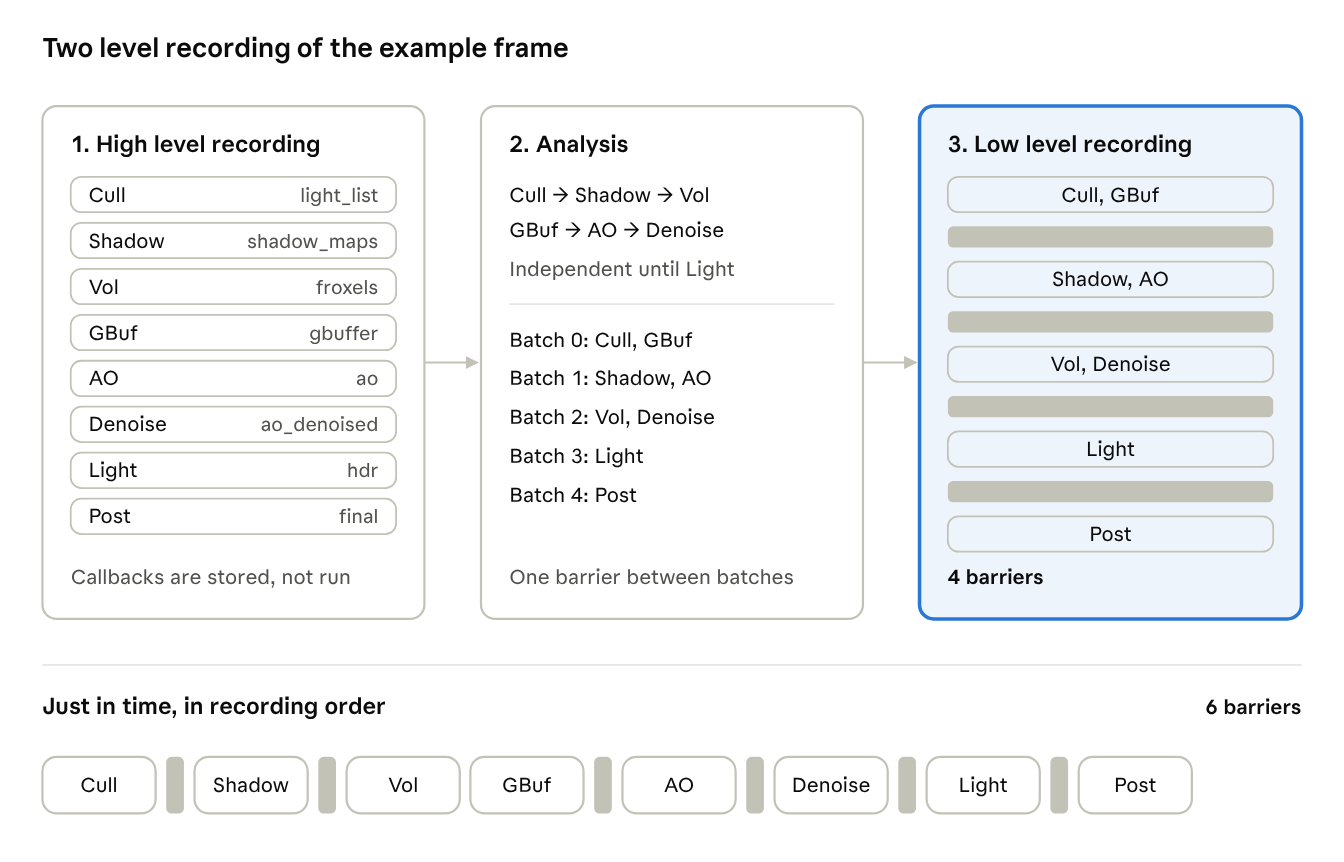 Two level recording of the example frame
1. High level recording
Cull light_list
Shadow shadow_maps
Vol froxels
GBuf gbuffer
AO ao
Denoise ao_denoised
Light hdr
Post final
Callbacks are stored, not run
2. Analysis
Cull → Shadow → Vol
GBuf → AO → Denoise
Independent until Light
Batch 0: Cull, GBuf
Batch 1: Shadow, AO
Batch 2: Vol, Denoise
Batch 3: Light
Batch 4: Post
One barrier between batches
3. Low level recording
Cull, GBuf
Shadow, AO
Vol, Denoise
Light
Post
4 barriers
Just in time, in recording order 6 barriers
Cull Shadow Vol GBuf AO Denoise Light Post